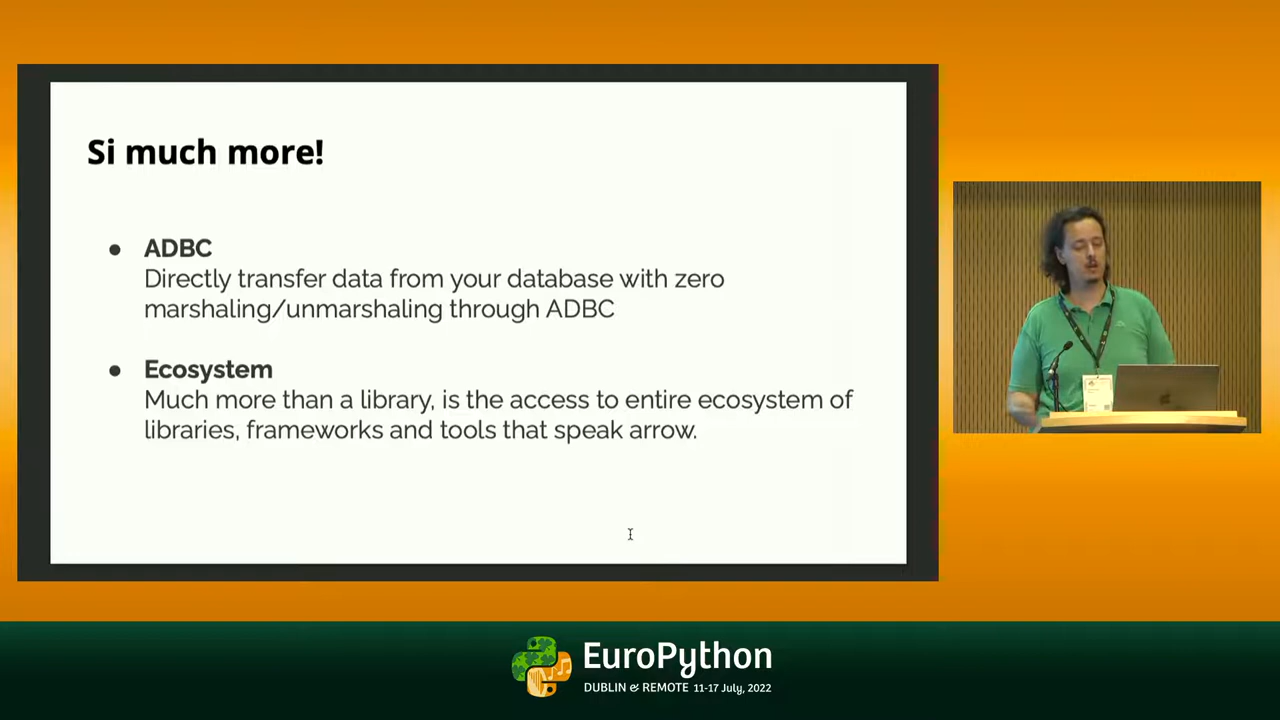 Si much more!
● ADBC
Directly transfer data from your database with zero
marshaling/unmarshaling through ADBC
● Ecosystem
Much more than a library, is the access to entire ecosystem of
libraries, frameworks and tools that speak arrow.
EuroPython
DUBLIN & REMOTE 11-17 July, 2022